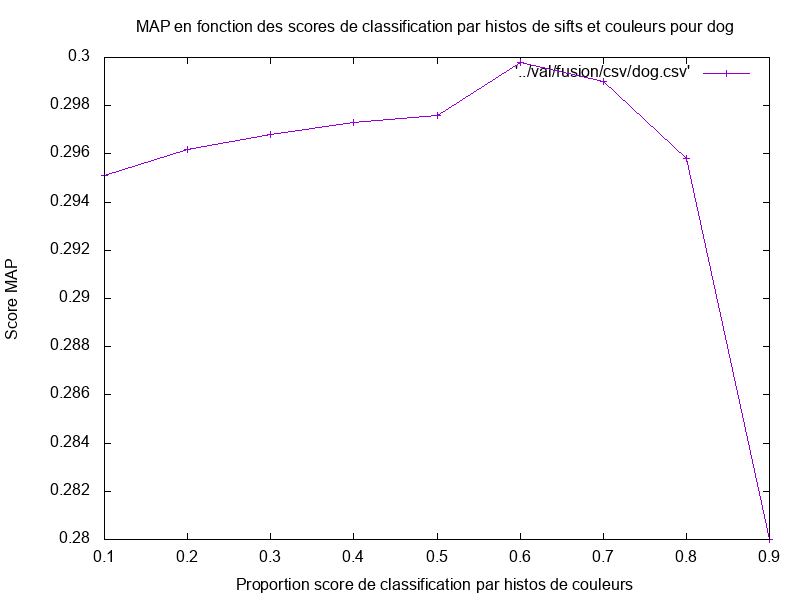 MAP en fonction des scores de classification par histos de sifts et couleurs pour dog
0.3
'../val/fusion/csv/dog.csv'
0.298
0.296
0.294
0.292
0.29
0.288
0.286
0.284
0.282
0.28
Score MAP
0.1 0.2 0.3 0.4 0.5 0.6 0.7 0.8 0.9
Proportion score de classification par histos de couleurs